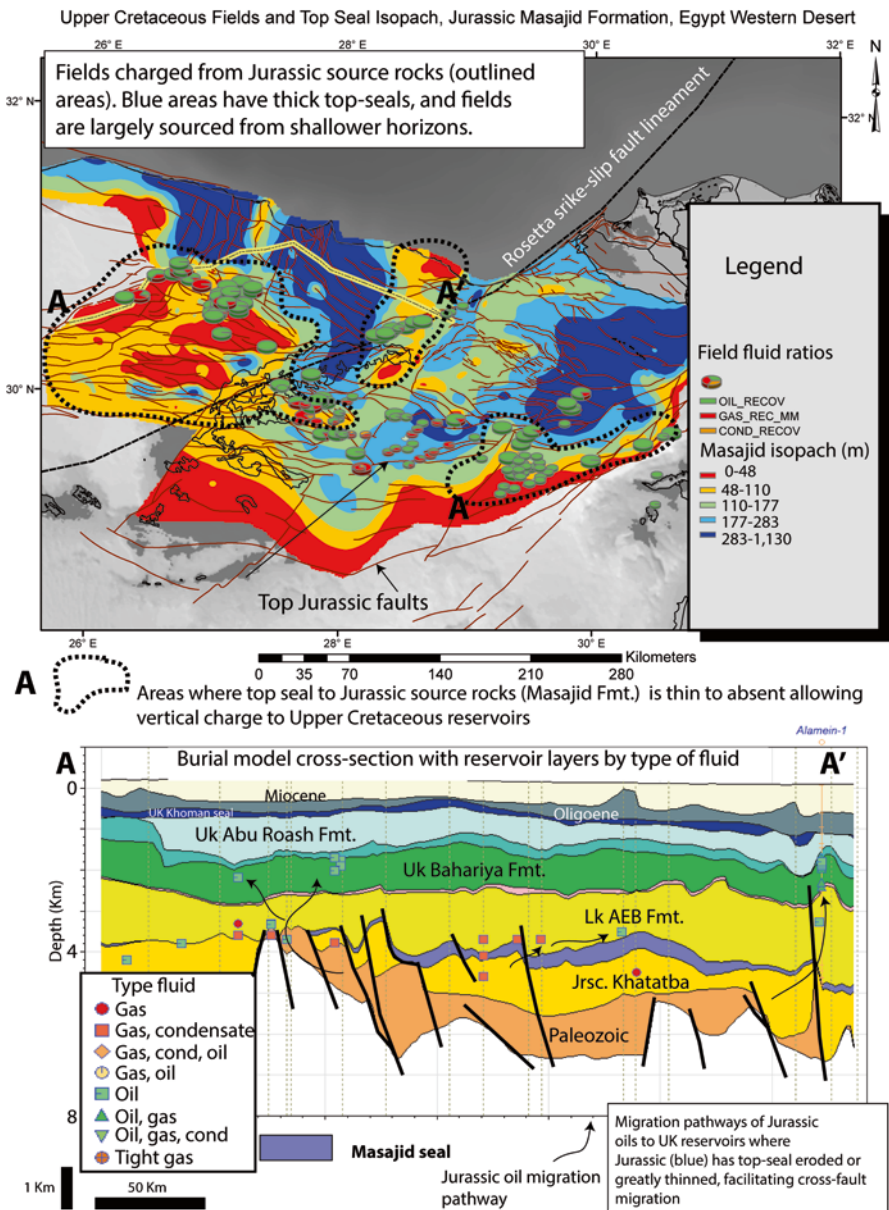 Upper Cretaceous Fields and Top Seal Isopach, Jurassic Masajid Formation, Egypt Western Desert
26° E
28° E
30° E
32° E
N
32° N
32° N
Fields charged from Jurassic source rocks (outlined
areas). Blue areas have thick top-seals, and fields
are largely sourced from shallower horizons.
Rosetta srike-slip fault lineament
A
A'
A
30° N
30° N
Top Jurassic faults
Legend
Field fluid ratios
OIL_RECOV
GAS_REC_MM
COND_RECOV
Masajid isopach (m)
0-48
48-110
110-177
177-283
283-1,130
26° E
28° E
30° E
Kilometers
0 35 70 140 210 280
A
Areas where top seal to Jurassic source rocks (Masajid Fmt.) is thin to absent allowing
vertical charge to Upper Cretaceous reservoirs
Alamein-1
A
Burial model cross-section with reservoir layers by type of fluid
A'
0
Miocene
UK Khoman seal
Oligoene
Uk Abu Roash Fmt.
Uk Bahariya Fmt.
Depth (Km)
Lk AEB Fmt.
4
Jrsc. Khatatba
Paleozoic
8
Type fluid
Gas
Gas, condensate
Gas, cond, oil
Gas, oil
Oil
Oil, gas
Oil, gas, cond
Tight gas
Masajid seal
Jurassic oil migration
pathway
Migration pathways of Jurassic
oils to UK reservoirs where
Jurassic (blue) has top-seal eroded or
greatly thinned, facilitating cross-fault
migration
1 Km
50 Km